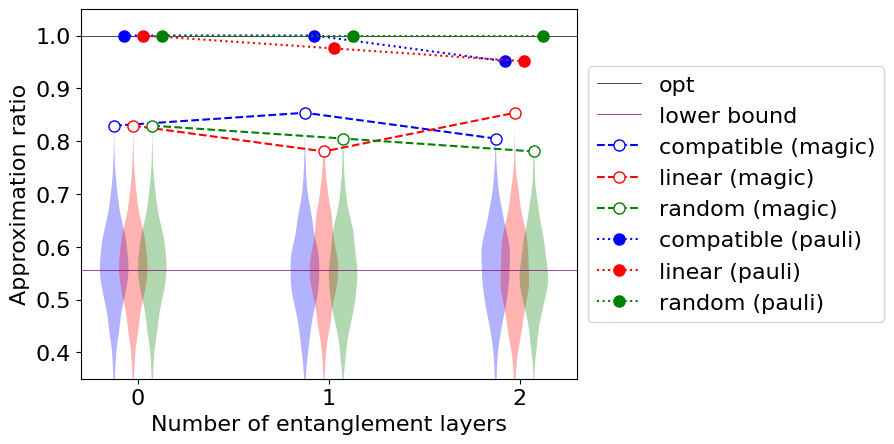 1.0
0.9
0.8
0.7
0.6
0.5
0.4
Approximation ratio
0 1 2
Number of entanglement layers
opt
lower bound
compatible (magic)
linear (magic)
random (magic)
compatible (pauli)
linear (pauli)
random (pauli)